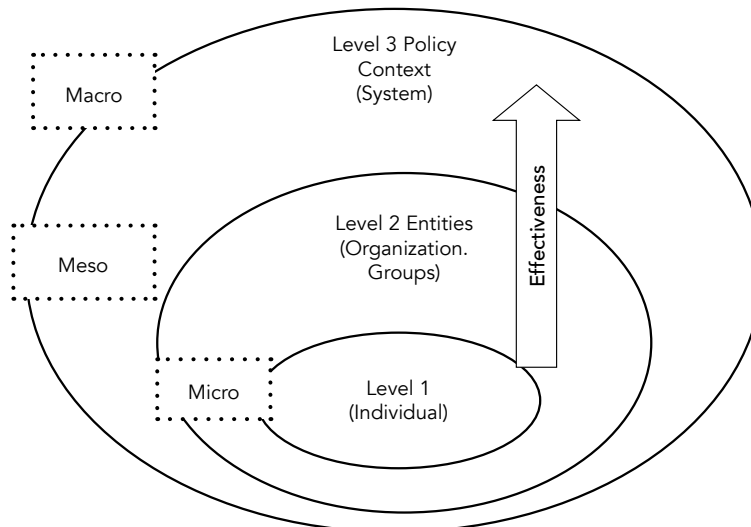 Level 3 Policy
Context
(System)
Macro
Effectiveness
Level 2 Entities
(Organization.
Groups)
Meso
Micro
Level 1
(Individual)